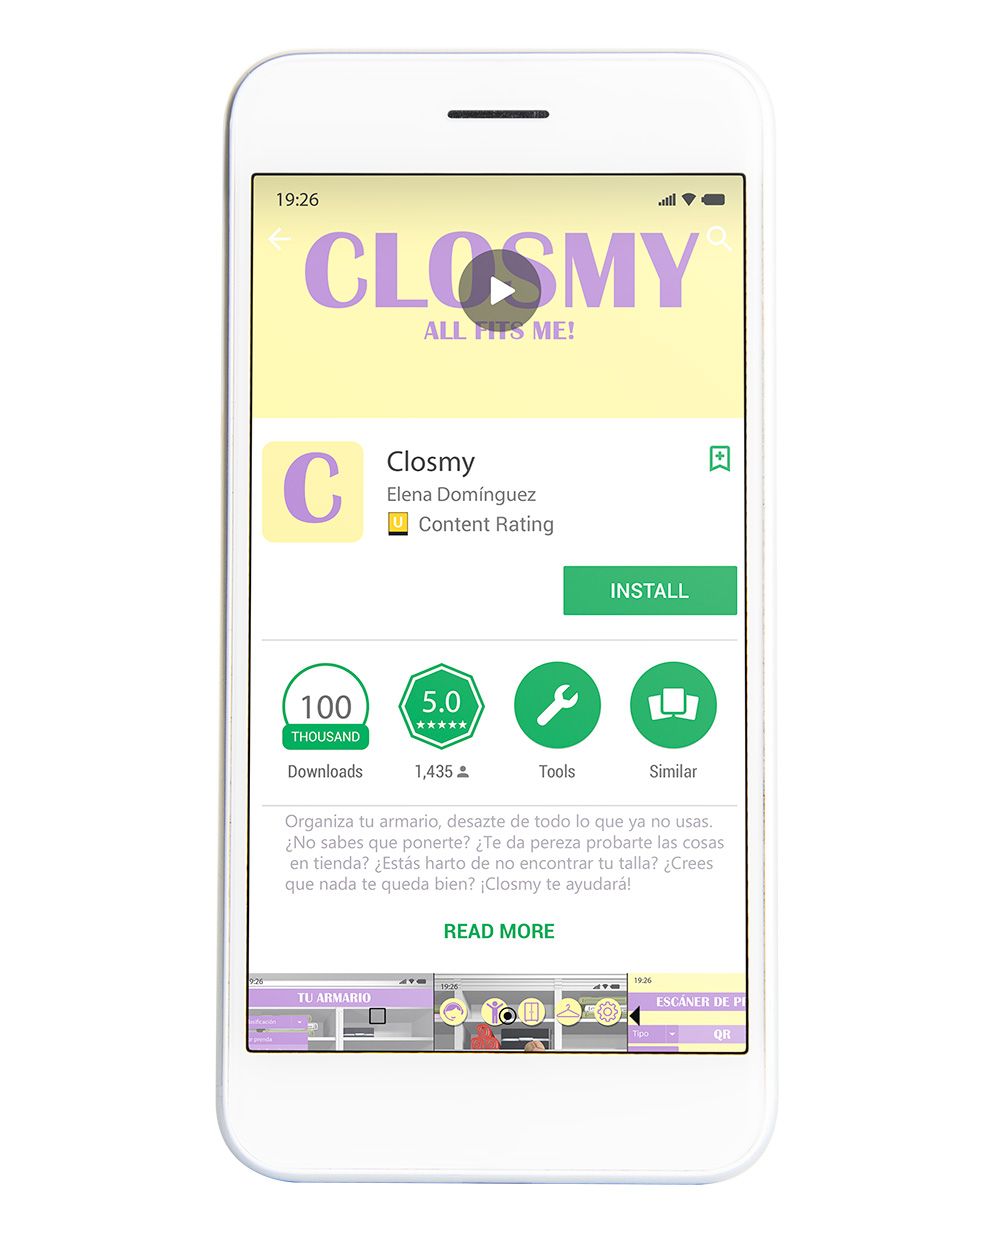 19:26
CLOSMY
ALL FITS ME!
C
Closmy
Elena Domínguez
U Content Rating
INSTALL
100
THOUSAND
Downloads
5.0
1,435
Tools
Similar
Organiza tu armario, desazte de todo lo que ya no usas.
¿No sabes que ponerte? ¿Te da pereza probarte las cosas
en tienda? ¿Estás harto de no encontrar tu talla? ¿Crees
que nada te queda bien? ¡Closmy te ayudará!
READ MORE
9:26
TU ARMARIO
19:26
19:26
ESCÁNER DE
Tipo
QR